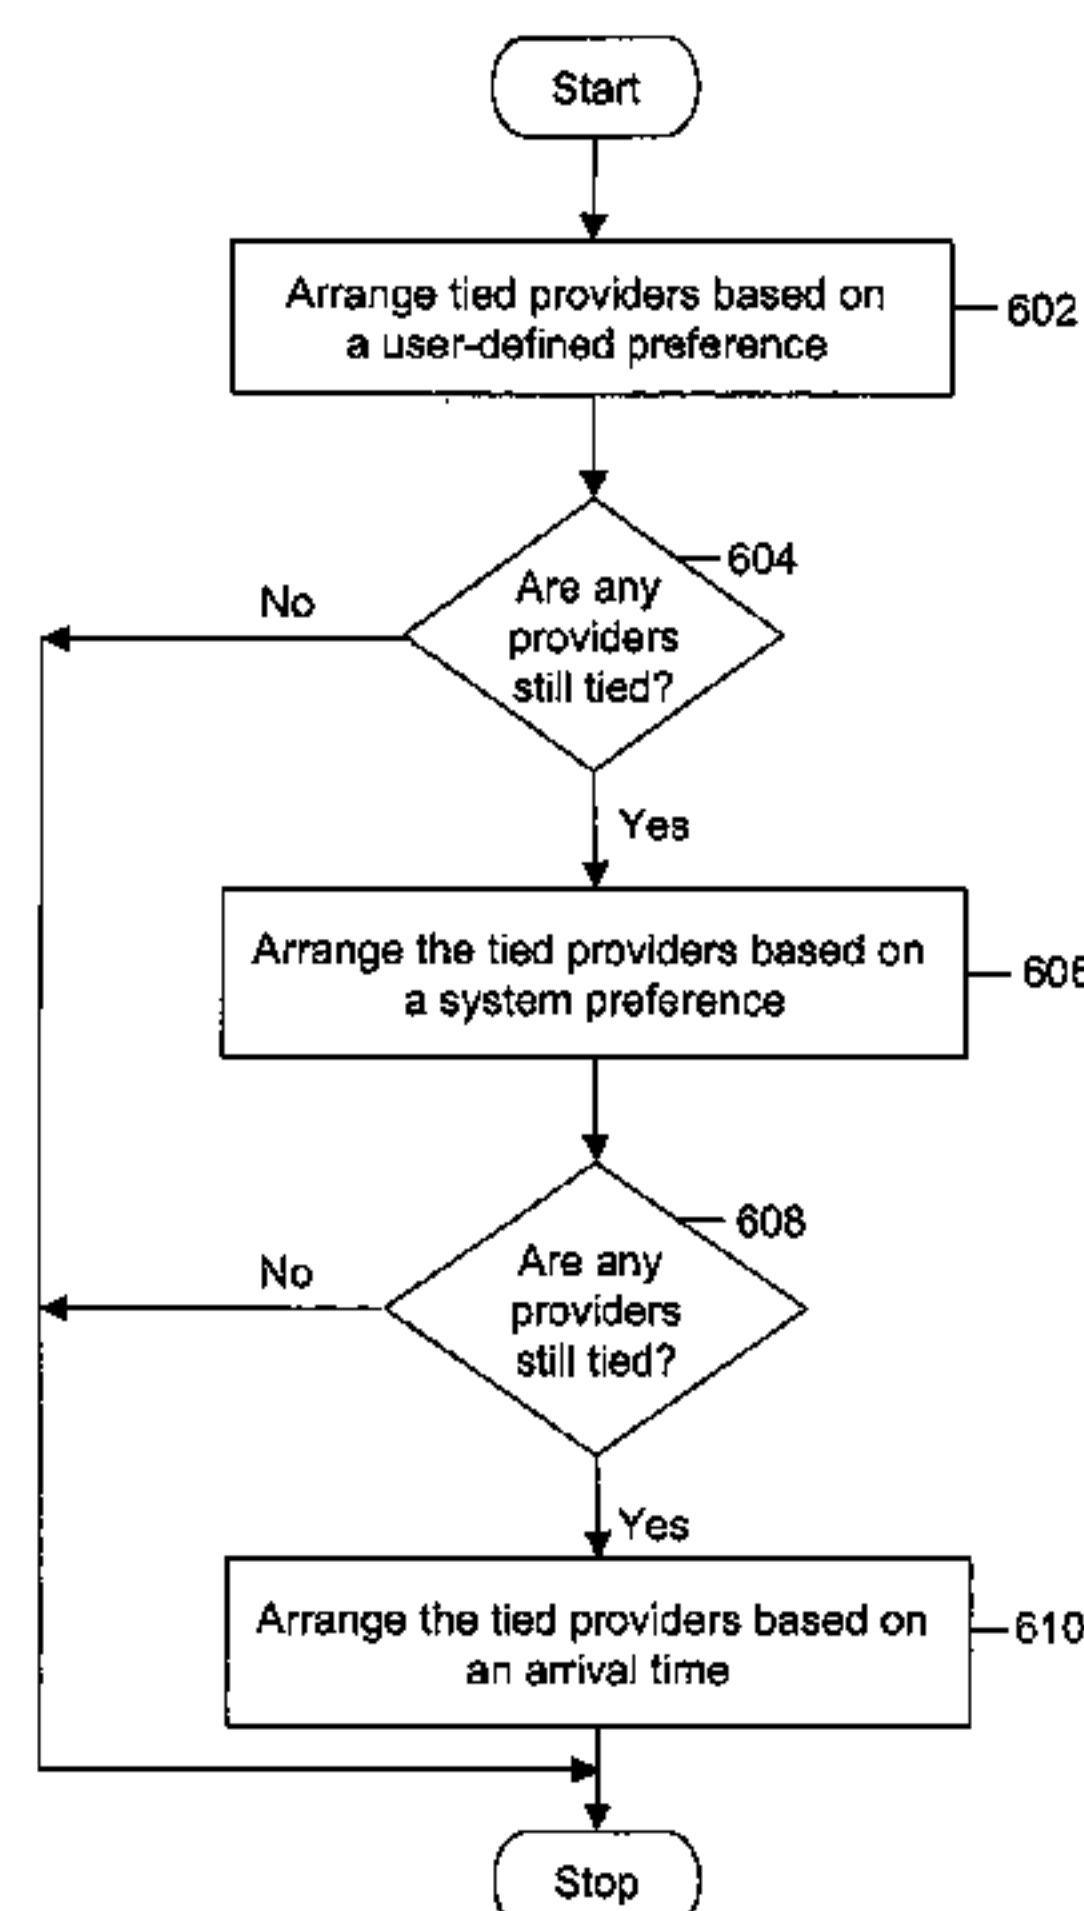 Start
Arrange tied providers based on
a user-defined preference
602
604
Are any
providers
still tied?
No
Yes
Arrange the tied providers based on
a system preference
606
608
Are any
providers
still tied?
No
Yes
Arrange the tied providers based on
an arrival time
610
Stop